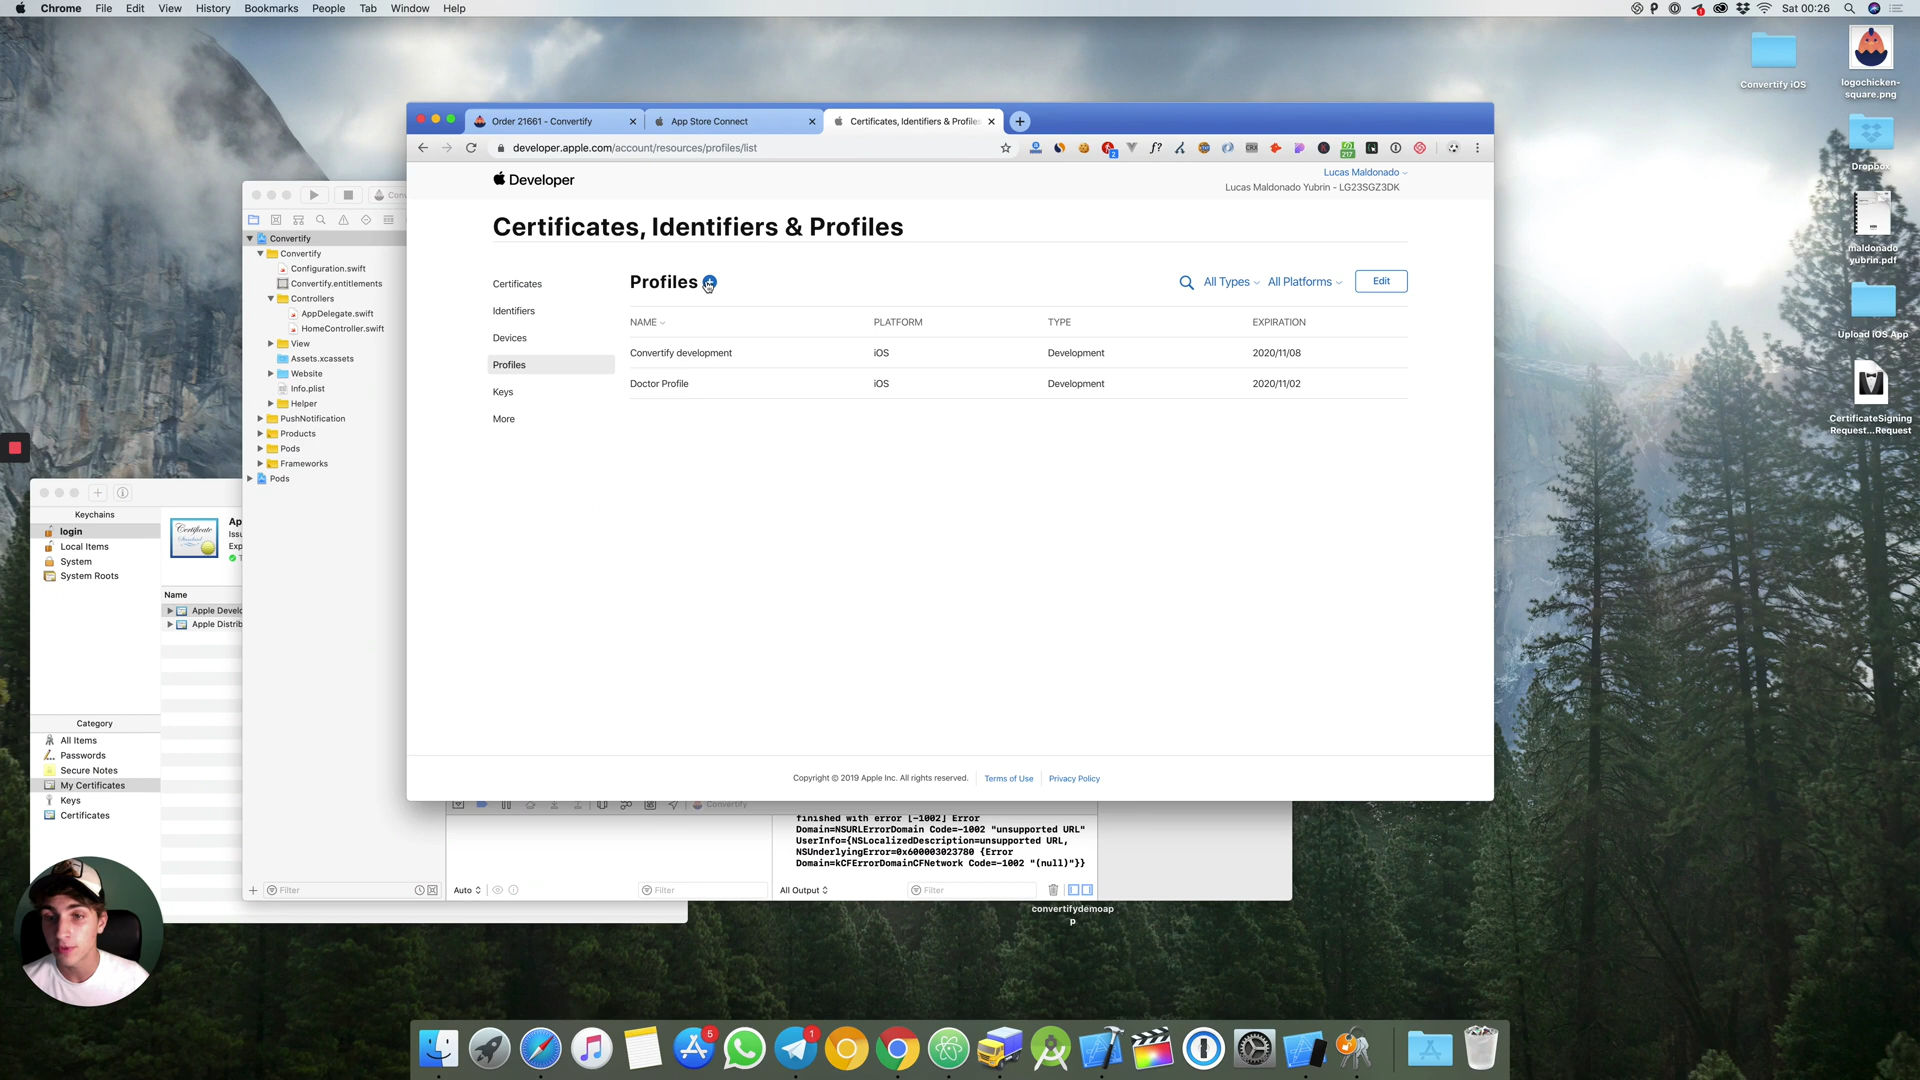 Chrome File Edit View History Bookmarks People Tab Window Help
Sat 00:26
Convertify iOS
logochicken-
square.png
Dropbox
maldonado
yubrin.pdf
Upload iOS App
CertificateSigning
Request...Request
Order 21661 - Convertify
App Store Connect
Certificates, Identifiers & Profile
developer.apple.com/account/resources/profiles/list
Developer
Lucas Maldonado
Lucas Maldonado Yubrin - LG23SGZ3DK
Certificates, Identifiers & Profiles
Certificates
Identifiers
Devices
Profiles
Keys
More
Profiles
All Types
All Platforms
Edit
NAME PLATFORM TYPE EXPIRATION
Convertify development iOS Development 2020/11/08
Doctor Profile iOS Development 2020/11/02
Copyright © 2019 Apple Inc. All rights reserved.
Terms of Use
Privacy Policy
Convertify
Convertify
Configuration.swift
Convertify.entitlements
Controllers
AppDelegate.swift
HomeController.swift
View
Assets.xcassets
Website
Info.plist
Helper
PushNotification
Products
Pods
Frameworks
Pods
Filter
Keychains
login
Local Items
System
System Roots
Name
Category
All Items
Passwords
Secure Notes
My Certificates
Keys
Certificates
Convertify
finished with error [-1002] Error
Domain=NSURLErrorDomain Code=-1002 "unsupported URL"
UserInfo={NSLocalizedDescription=unsupported URL,
NSUnderlyingError=0x600003023780 {Error
Domain=kCFErrorDomainCFNetwork Code=-1002 "(null)"}}
Auto
Filter
All Output
Filter
convertifydemoap
p
5
1